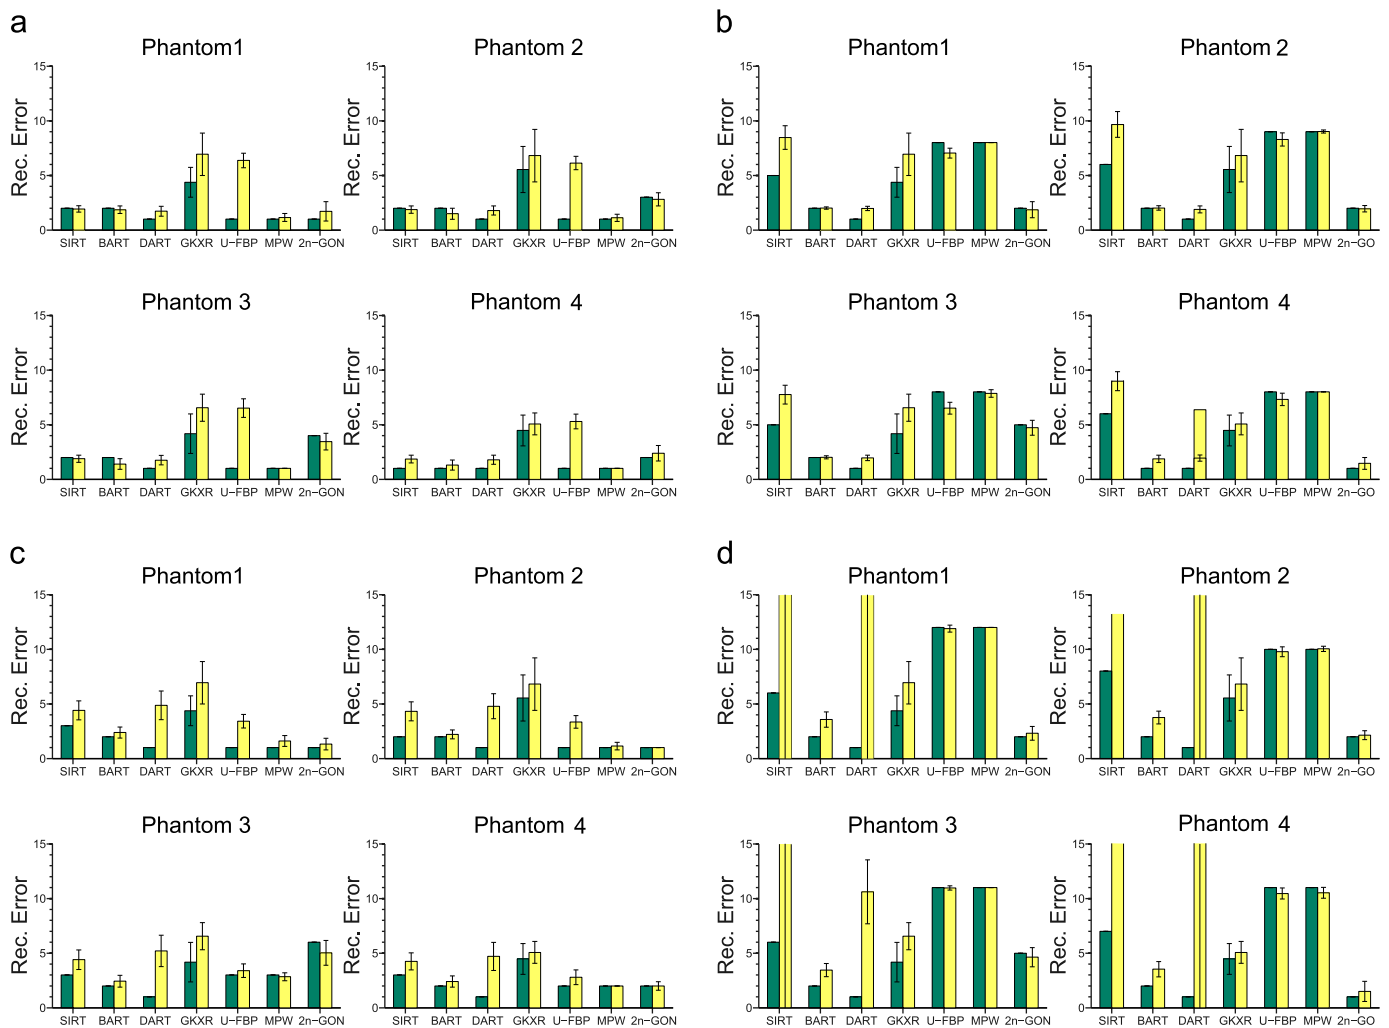 a
b
Phantom1
Phantom 2
Phantom1
Phantom 2
15
10
5
0
Rec. Error
SIRT BART DART GKXR U−FBP MPW 2n-GON
15
10
5
0
Rec. Error
SIRT BART DART GKXR U−FBP MPW 2n-GON
15
10
5
0
Rec. Error
SIRT BART DART GKXR U−FBP MPW 2n-GON
15
10
5
0
Rec. Error
SIRT BART DART GKXR U−FBP MPW 2n-GO
Phantom 3
Phantom 4
Phantom 3
Phantom 4
15
10
5
0
Rec. Error
SIRT BART DART GKXR U−FBP MPW 2n-GON
15
10
5
0
Rec. Error
SIRT BART DART GKXR U−FBP MPW 2n-GON
15
10
5
0
Rec. Error
SIRT BART DART GKXR U−FBP MPW 2n-GON
15
10
5
0
Rec. Error
SIRT BART DART GKXR U−FBP MPW 2n-GO
c
d
Phantom1
Phantom 2
Phantom1
Phantom 2
15
10
5
0
Rec. Error
SIRT BART DART GKXR U−FBP MPW 2n-GON
15
10
5
0
Rec. Error
SIRT BART DART GKXR U−FBP MPW 2n-GON
15
10
5
0
Rec. Error
SIRT BART DART GKXR U−FBP MPW 2n-GON
15
10
5
0
Rec. Error
SIRT BART DART GKXR U−FBP MPW 2n-GO
Phantom 3
Phantom 4
Phantom 3
Phantom 4
15
10
5
0
Rec. Error
SIRT BART DART GKXR U−FBP MPW 2n-GON
15
10
5
0
Rec. Error
SIRT BART DART GKXR U−FBP MPW 2n-GON
15
10
5
0
Rec. Error
SIRT BART DART GKXR U−FBP MPW 2n-GON
15
10
5
0
Rec. Error
SIRT BART DART GKXR U−FBP MPW 2n-GO